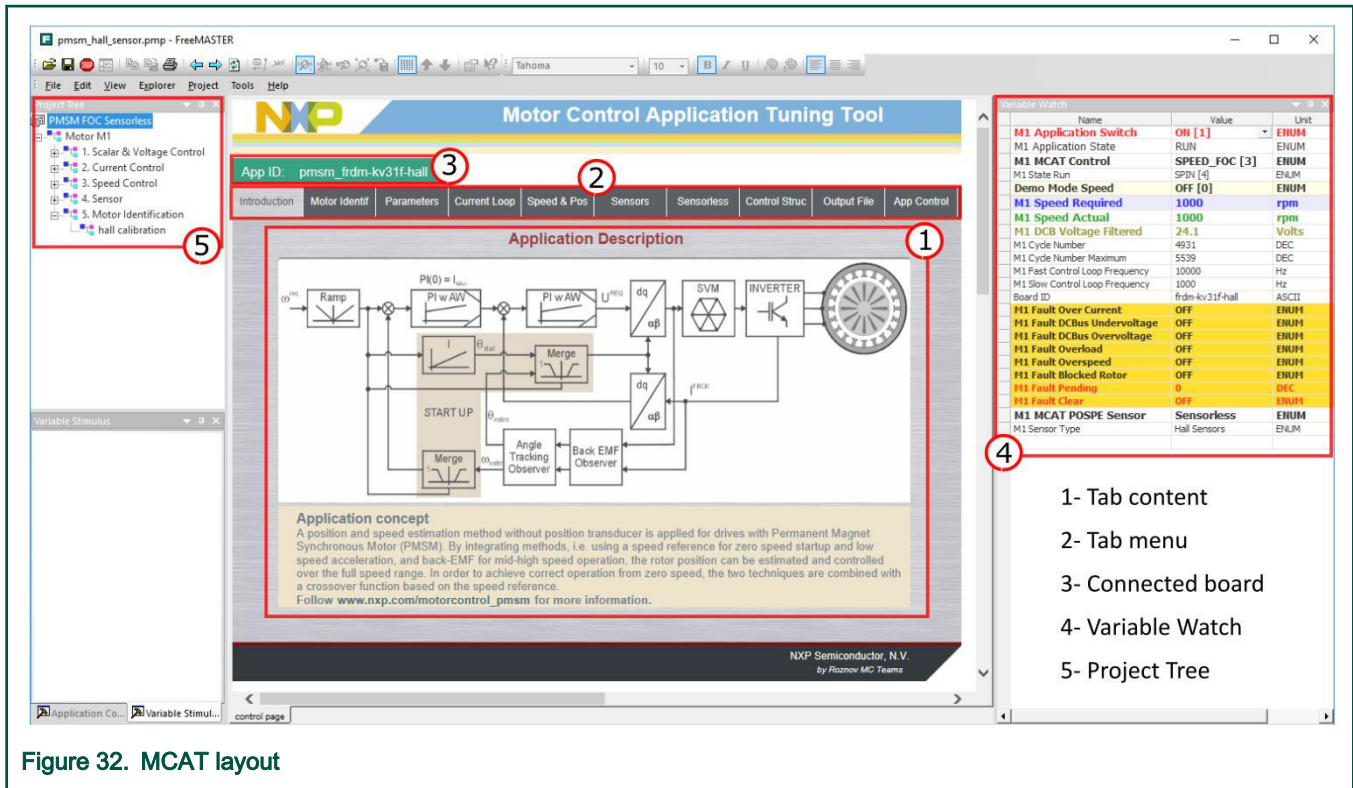 pmsm_hall_sensor.pmp - FreeMASTER
Tahoma 10 B I U
File Edit View Explorer Project Tools Help
Project Tree
PMSM FOC Sensorless
Motor M1
1. Scalar & Voltage Control
2. Current Control
3. Speed Control
4. Sensor
5. Motor Identification
hall calibration
5
Variable Stimulus
Application Co...
Variable Stimul...
NXP
Motor Control Application Tuning Tool
App ID: pmsm_frdm-kv31f-hall
3
2
Introduction Motor Identif Parameters Current Loop Speed & Pos Sensors Sensorless Control Struc Output File App Control
Application Description
1
PI(0) = I
ωreq Ramp PI w AW PI w AW UREQ dq αβ SVM INVERTER
I θstart Merge 1
dq αβ IFBCK
START UP θestim
Merge 1 ωestim Angle Tracking Observer Back EMF Observer
Application concept
A position and speed estimation method without position transducer is applied for drives with Permanent Magnet
Synchronous Motor (PMSM). By integrating methods, i.e. using a speed reference for zero speed startup and low
speed acceleration, and back-EMF for mid-high speed operation, the rotor position can be estimated and controlled
over the full speed range. In order to achieve correct operation from zero speed, the two techniques are combined with
a crossover function based on the speed reference.
Follow www.nxp.com/motorcontrol_pmsm for more information.
NXP Semiconductor, N.V.
by Roznov MC Teams
control page
Variable Watch
Name Value Unit
M1 Application Switch ON [1] ENUM
M1 Application State RUN ENUM
M1 MCAT Control SPEED_FOC [3] ENUM
M1 State Run SPIN [4] ENUM
Demo Mode Speed OFF [0] ENUM
M1 Speed Required 1000 rpm
M1 Speed Actual 1000 rpm
M1 DCB Voltage Filtered 24.1 Volts
M1 Cycle Number 4931 DEC
M1 Cycle Number Maximum 5539 DEC
M1 Fast Control Loop Frequency 10000 Hz
M1 Slow Control Loop Frequency 1000 Hz
Board ID frdm-kv31f-hall ASCII
M1 Fault Over Current OFF ENUM
M1 Fault DCBus Undervoltage OFF ENUM
M1 Fault DCBus Overvoltage OFF ENUM
M1 Fault Overload OFF ENUM
M1 Fault Overspeed OFF ENUM
M1 Fault Blocked Rotor OFF ENUM
M1 Fault Pending 0 DEC
M1 Fault Clear OFF ENUM
M1 MCAT POSPE Sensor Sensorless ENUM
M1 Sensor Type Hall Sensors ENUM
4
1- Tab content
2- Tab menu
3- Connected board
4- Variable Watch
5- Project Tree
Figure 32. MCAT layout